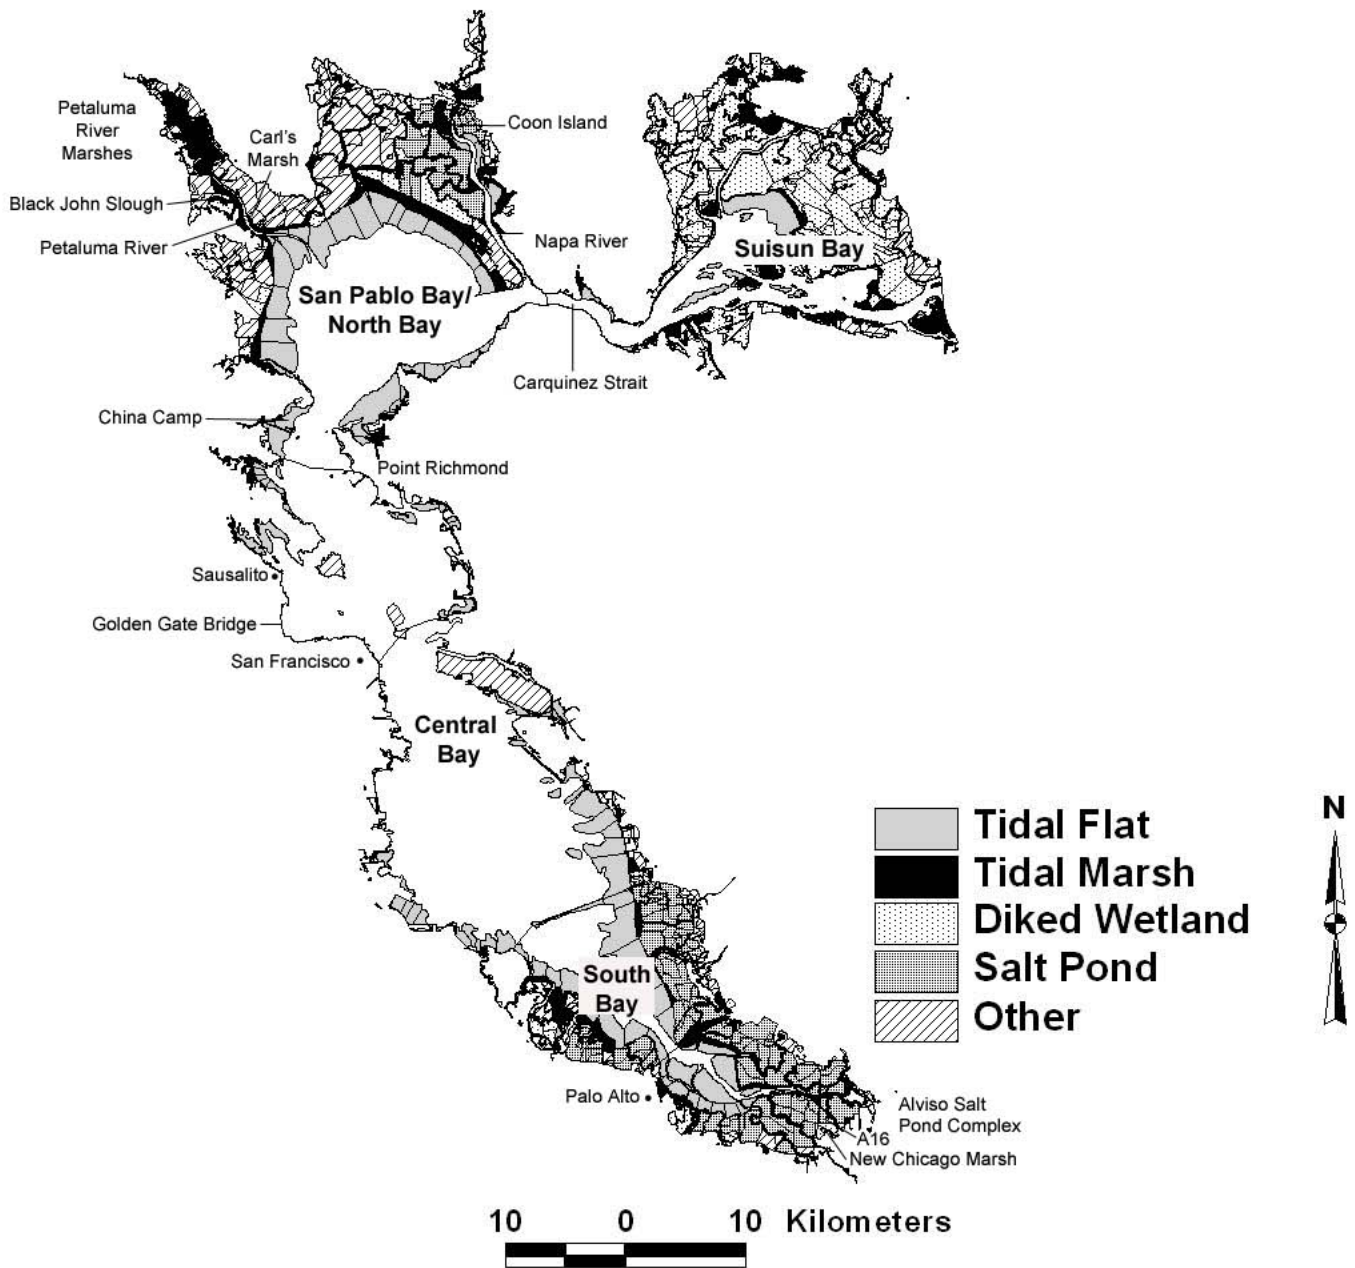 Petaluma
River
Marshes
Carl's
Marsh
Coon Island
Black John Slough
Petaluma River
Napa River
Suisun Bay
San Pablo Bay/
North Bay
Carquinez Strait
China Camp
Point Richmond
Sausalito
Golden Gate Bridge
San Francisco
Central
Bay
Tidal Flat
Tidal Marsh
Diked Wetland
Salt Pond
Other
N
South
Bay
Palo Alto
Alviso Salt
Pond Complex
A16
New Chicago Marsh
10 0 10 Kilometers